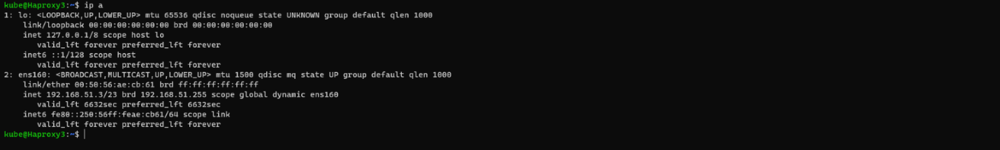 kube@Haproxy3:~$ ip a
1: lo: <LOOPBACK,UP,LOWER_UP> mtu 65536 qdisc noqueue state UNKNOWN group default qlen 1000
    link/loopback 00:00:00:00:00:00 brd 00:00:00:00:00:00
    inet 127.0.0.1/8 scope host lo
       valid_lft forever preferred_lft forever
    inet6 ::1/128 scope host
       valid_lft forever preferred_lft forever
2: ens160: <BROADCAST,MULTICAST,UP,LOWER_UP> mtu 1500 qdisc mq state UP group default qlen 1000
    link/ether 00:50:56:ae:cb:61 brd ff:ff:ff:ff:ff:ff
    inet 192.168.51.3/23 brd 192.168.51.255 scope global dynamic ens160
       valid_lft 6632sec preferred_lft 6632sec
    inet6 fe80::250:56ff:feae:cb61/64 scope link
       valid_lft forever preferred_lft forever
kube@Haproxy3:~$